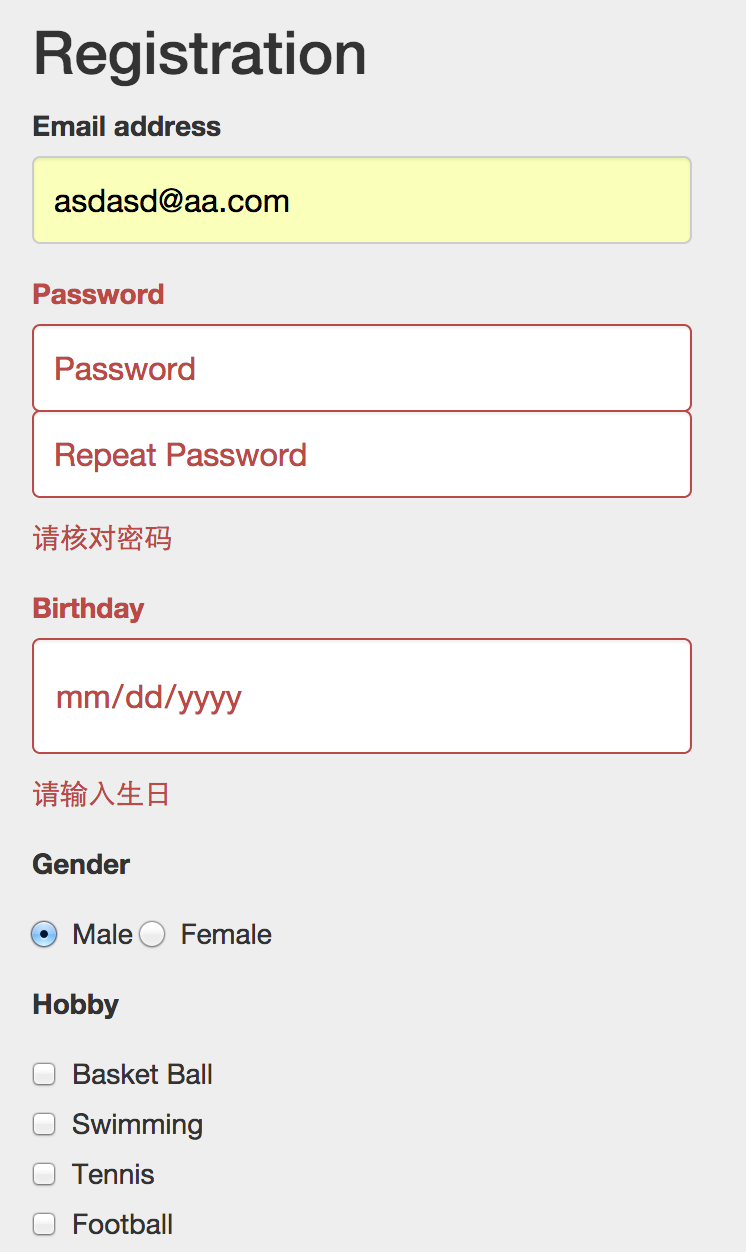 Registration
Email address
asdasd@aa.com
Password
Password
Repeat Password
请核对密码
Birthday
mm/dd/yyyy
请输入生日
Gender
Male Female
Hobby
Basket Ball
Swimming
Tennis
Football